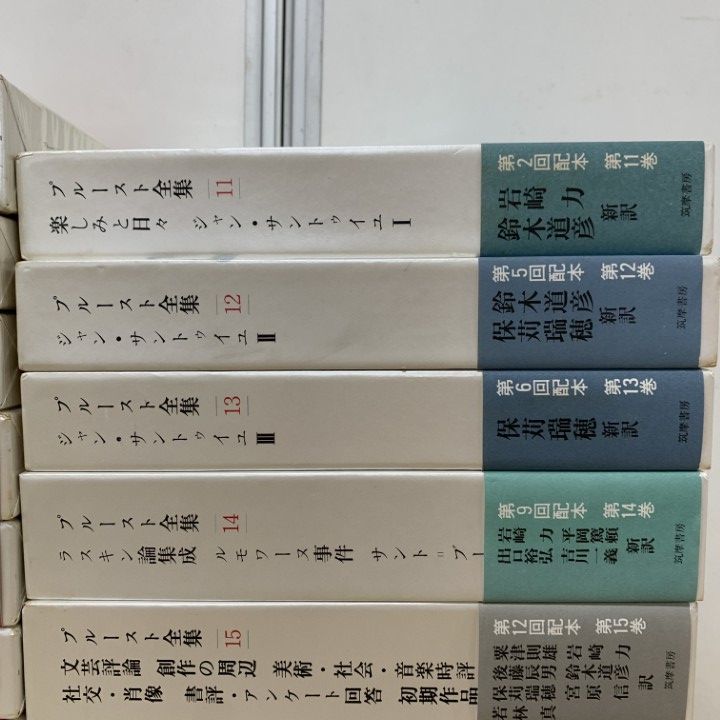 プルースト全集 11
楽しみと日々 ジャン・サントゥイユ Ⅰ
第2回配本 第11巻
岩崎力
鈴木道彦
新訳
筑摩書房
プルースト全集 12
ジャン・サントゥイユ Ⅱ
第5回配本 第12巻
鈴木道彦
保苅瑞穂
新訳
筑摩書房
プルースト全集 13
ジャン・サントゥイユ Ⅲ
第6回配本 第13巻
保苅瑞穂
新訳
筑摩書房
プルースト全集 14
ラスキン論集成 ルモワーヌ事件 サント=ブー
第9回配本 第14巻
岩崎力 平岡篤頼
出口裕弘 吉川一義
新訳
筑摩書房
プルースト全集 15
文芸評論 創作の周辺 美術・社会・音楽時評
社交・肖像 書評・アンケート回答 初期作品
第12回配本 第15巻
粟津則雄 岩崎力
後藤辰男 鈴木道彦
保苅瑞穂 宮原信
若林真
訳
筑摩書房